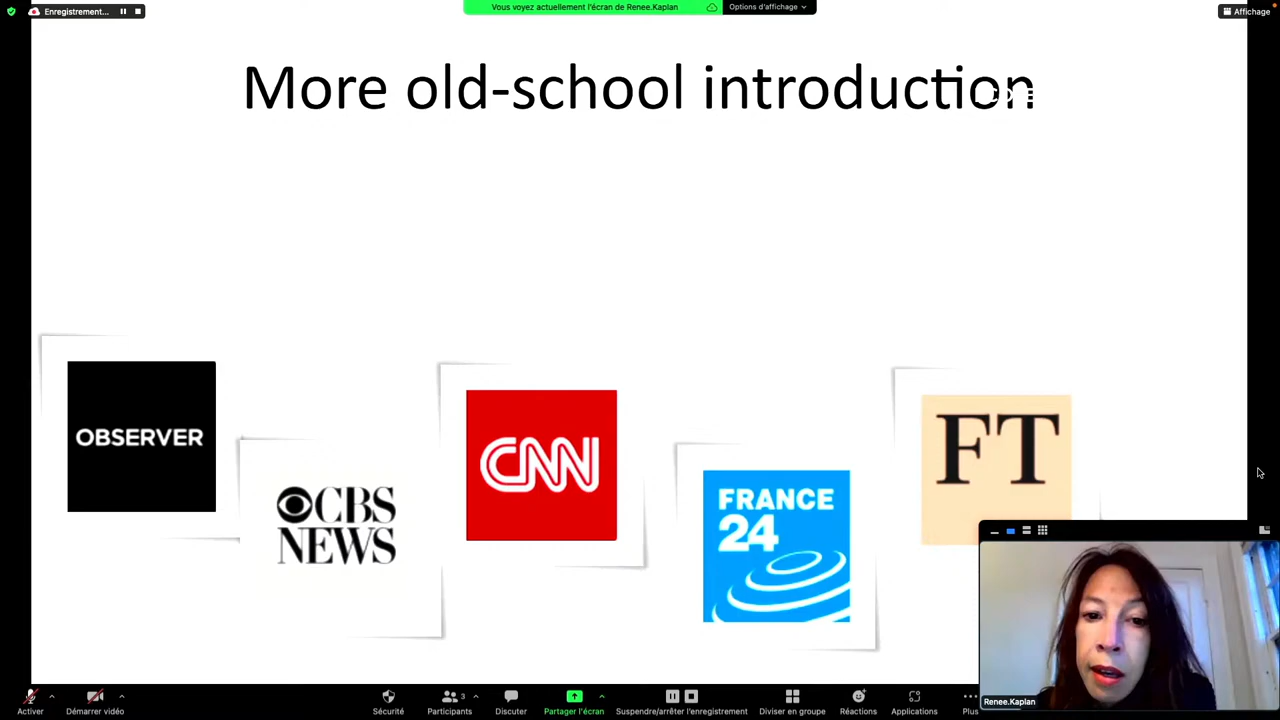 Enregistrement...
Vous voyez actuellement l'écran de Renee.Kaplan
Options d'affichage
Affichage
More old-school introduction
OBSERVER
CBS
NEWS
CNN
FRANCE
24
FT
Renee.Kaplan
Activer
Démarrer vidéo
Sécurité
Participants
3
Discuter
Partager l'écran
Suspendre/arrêter l'enregistrement
Diviser en groupe
Réactions
Applications
Plus